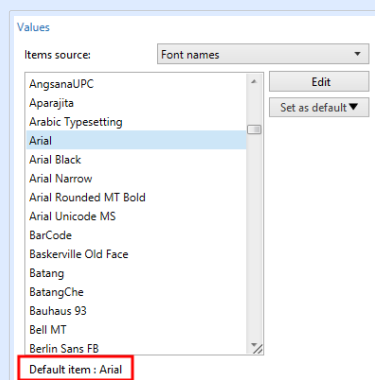 Values
Items source:
Font names
Edit
Set as default▼
AngsanaUPC
Aparajita
Arabic Typesetting
Arial
Arial Black
Arial Narrow
Arial Rounded MT Bold
Arial Unicode MS
BarCode
Baskerville Old Face
Batang
BatangChe
Bauhaus 93
Bell MT
Berlin Sans FB
Default item : Arial